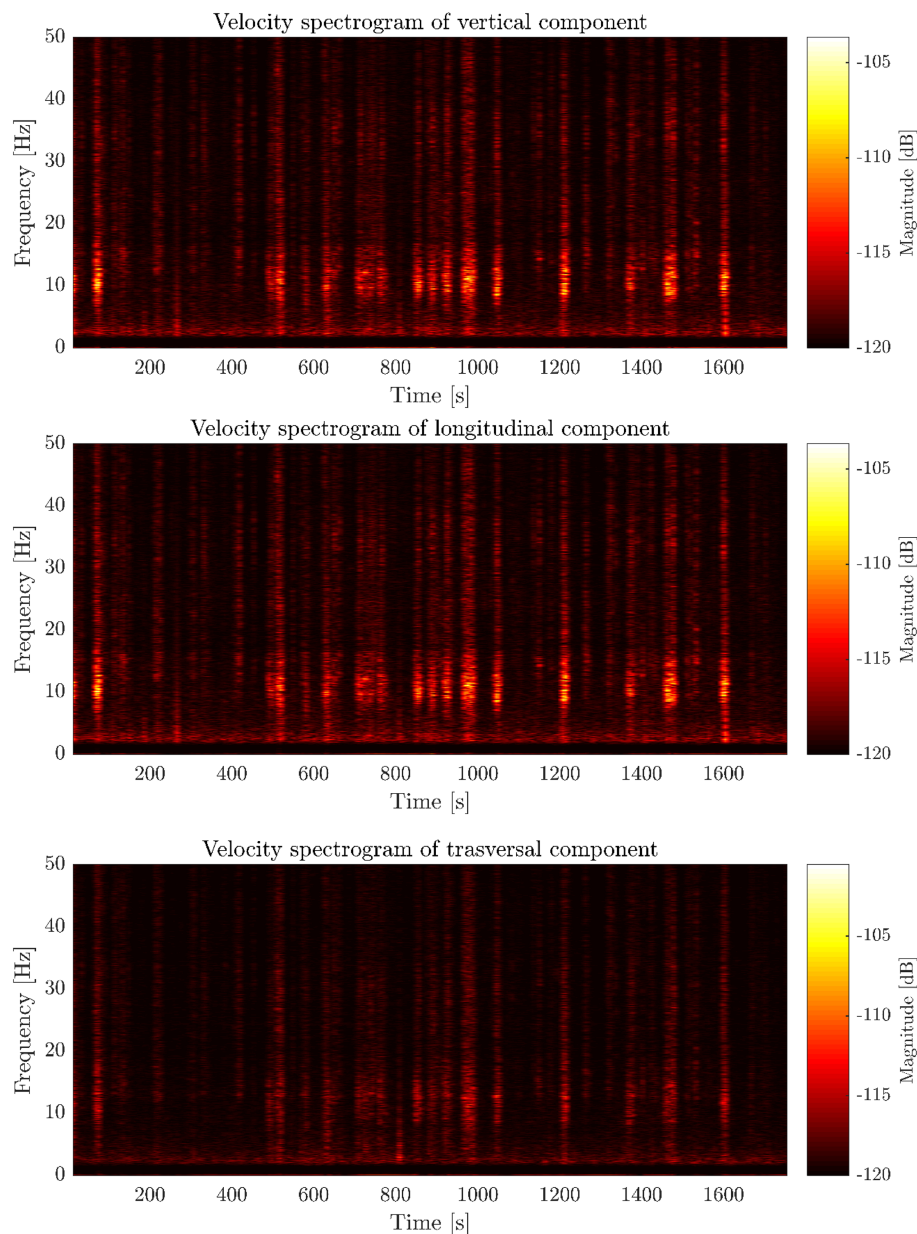 Velocity spectrogram of vertical component
50
40
30
20
10
0
Frequency [Hz]
200 400 600 800 1000 1200 1400 1600
Time [s]
-105
-110
-115
-120
Magnitude [dB]
Velocity spectrogram of longitudinal component
50
40
30
20
10
0
Frequency [Hz]
200 400 600 800 1000 1200 1400 1600
Time [s]
-105
-110
-115
-120
Magnitude [dB]
Velocity spectrogram of trasversal component
50
40
30
20
10
0
Frequency [Hz]
200 400 600 800 1000 1200 1400 1600
Time [s]
-105
-110
-115
-120
Magnitude [dB]